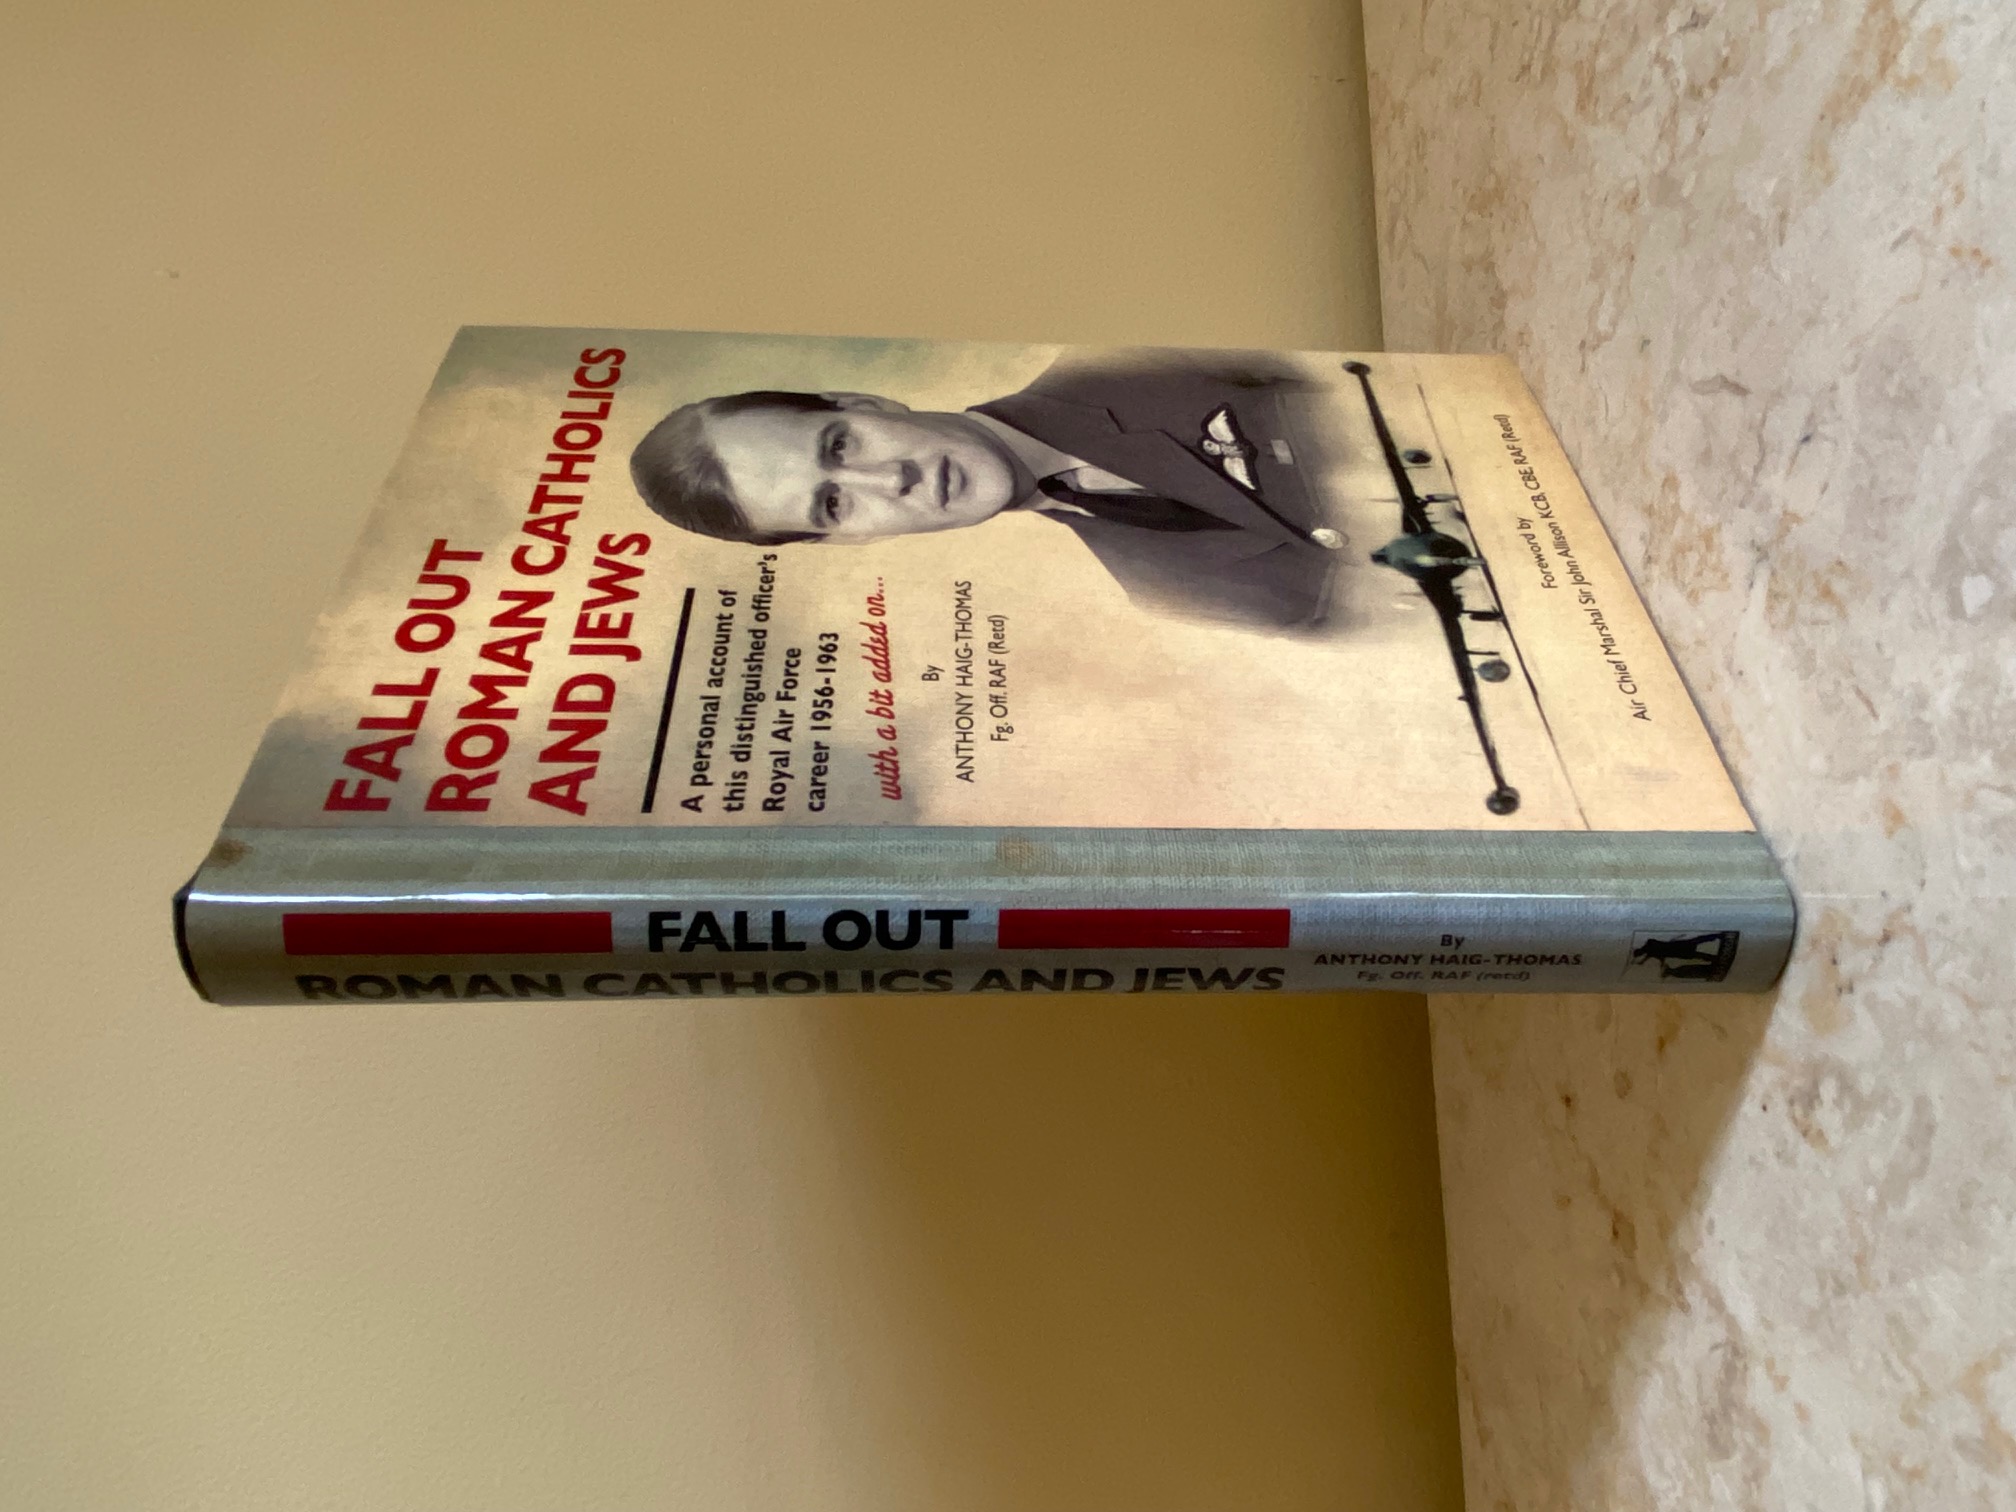 FALL OUT
ROMAN CATHOLICS
AND JEWS
A personal account of
this distinguished officer's
Royal Air Force
career 1956-1963
with a bit added on...
By
ANTHONY HAIG-THOMAS
Fg. Off. RAF (Retd)
Foreword by
Air Chief Marshal Sir John Allison KCB, CBE, RAF (Retd)
FALL OUT
ROMAN CATHOLICS AND JEWS
By
ANTHONY HAIG-THOMAS
Fg. Off. RAF (retd)